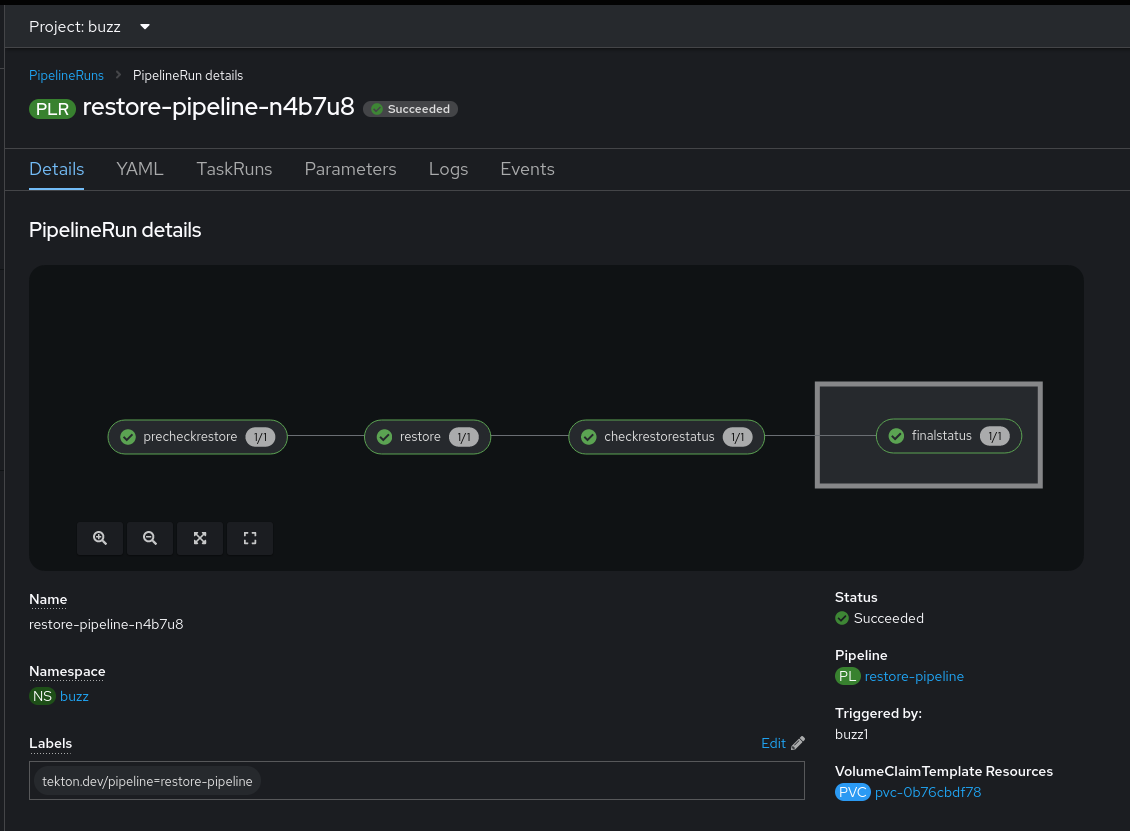 Project: buzz
PipelineRuns PipelineRun details
PLR restore-pipeline-n4b7u8 Succeeded
Details YAML TaskRuns Parameters Logs Events
PipelineRun details
precheckrestore 1/1 restore 1/1 checkrestorestatus 1/1 finalstatus 1/1
Name
restore-pipeline-n4b7u8
Namespace
NS buzz
Labels Edit
tekton.dev/pipeline=restore-pipeline
Status
Succeeded
Pipeline
PL restore-pipeline
Triggered by:
buzz1
VolumeClaimTemplate Resources
PVC pvc-0b76cbdf78